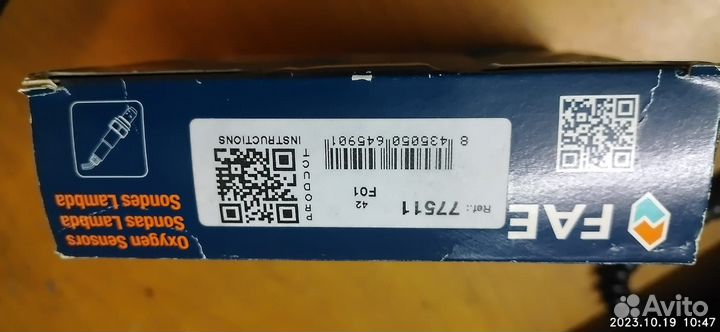 FAE
Ref.: 77511
42
F01
8 435050 645901
PRODUCT
INSTRUCTIONS
Oxygen Sensors
Sondas Lambda
Sondes Lambda
Avito
2023.10.19 10:47